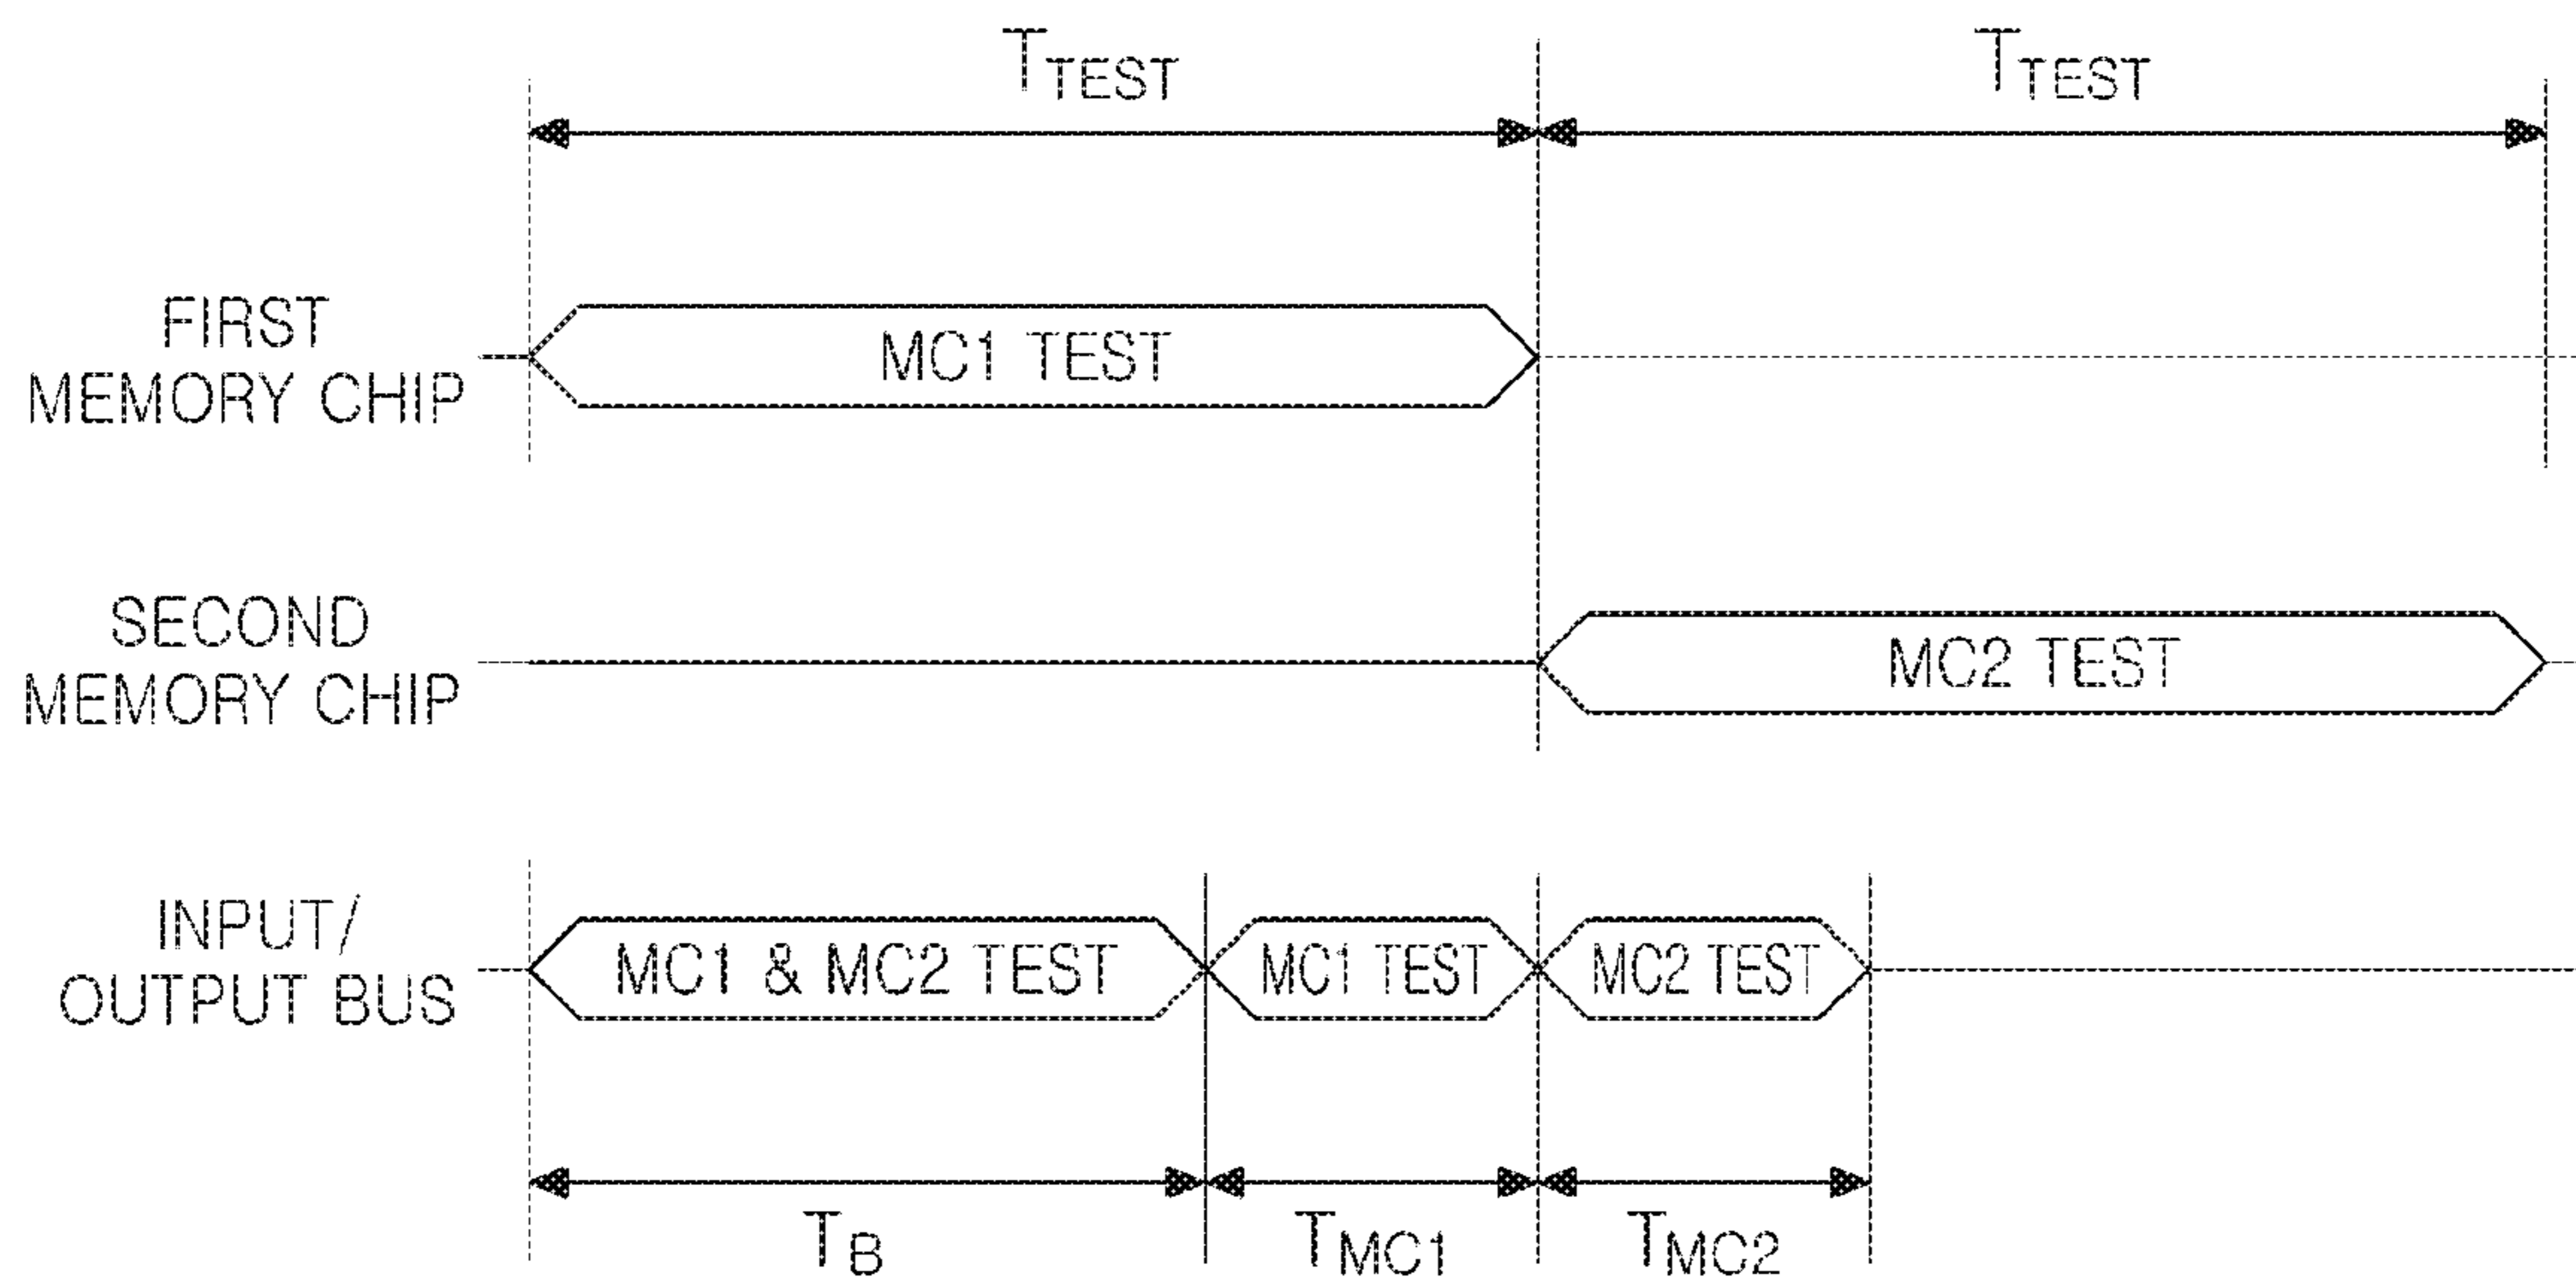 TTEST TTEST
FIRST
MEMORY CHIP
MC1 TEST
SECOND
MEMORY CHIP
MC2 TEST
INPUT/
OUTPUT BUS
MC1 & MC2 TEST MC1 TEST MC2 TEST
TB TMC1 TMC2